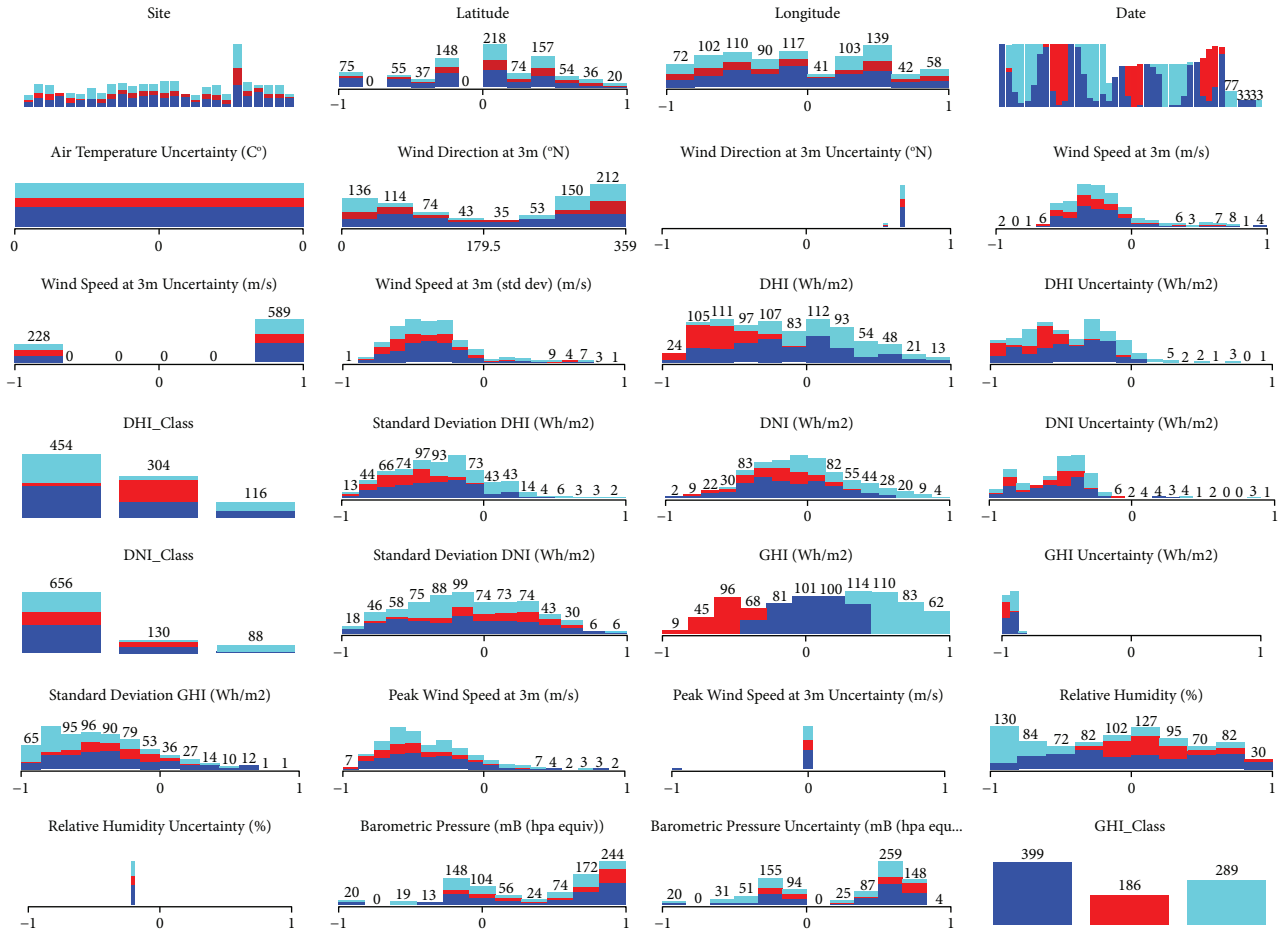 Site
Latitude
75 0 55 37 148 0 218 74 157 54 36 20
−1 0 1
Longitude
72 102 110 90 117 41 103 139 42 58
−1 0 1
Date
77 3333
Air Temperature Uncertainty (C°)
0 0 0
Wind Direction at 3m (°N)
136 114 74 43 35 53 150 212
0 179.5 359
Wind Direction at 3m Uncertainty (°N)
−1 0 1
Wind Speed at 3m (m/s)
2 0 1 6 6 3 7 8 1 4
−1 0 1
Wind Speed at 3m Uncertainty (m/s)
228 0 0 0 0 589
−1 0 1
Wind Speed at 3m (std dev) (m/s)
1 9 4 7 3 1
−1 0 1
DHI (Wh/m2)
24 105 111 97 107 83 112 93 54 48 21 13
−1 0 1
DHI Uncertainty (Wh/m2)
5 2 2 1 3 0 1
−1 0 1
DHI_Class
454 304 116
Standard Deviation DHI (Wh/m2)
13 44 66 74 97 93 73 43 43 14 4 6 3 3 2
−1 0 1
DNI (Wh/m2)
2 9 22 30 83 82 55 44 28 20 9 4
−1 0 1
DNI Uncertainty (Wh/m2)
6 2 4 4 3 4 1 2 0 0 3 1
−1 0 1
DNI_Class
656 130 88
Standard Deviation DNI (Wh/m2)
18 46 58 75 88 99 74 73 74 43 30 6 6
−1 0 1
GHI (Wh/m2)
9 45 96 68 81 101 100 114 110 83 62
−1 0 1
GHI Uncertainty (Wh/m2)
−1 0 1
Standard Deviation GHI (Wh/m2)
65 95 96 90 79 53 36 27 14 10 12 1 1
−1 0 1
Peak Wind Speed at 3m (m/s)
7 7 4 2 3 3 2
−1 0 1
Peak Wind Speed at 3m Uncertainty (m/s)
−1 0 1
Relative Humidity (%)
130 84 72 82 102 127 95 70 82 30
−1 0 1
Relative Humidity Uncertainty (%)
−1 0 1
Barometric Pressure (mB (hpa equiv))
20 0 19 13 148 104 56 24 74 172 244
−1 0 1
Barometric Pressure Uncertainty (mB (hpa equ...
20 0 31 51 155 94 0 25 87 259 148 4
−1 0 1
GHI_Class
399 186 289